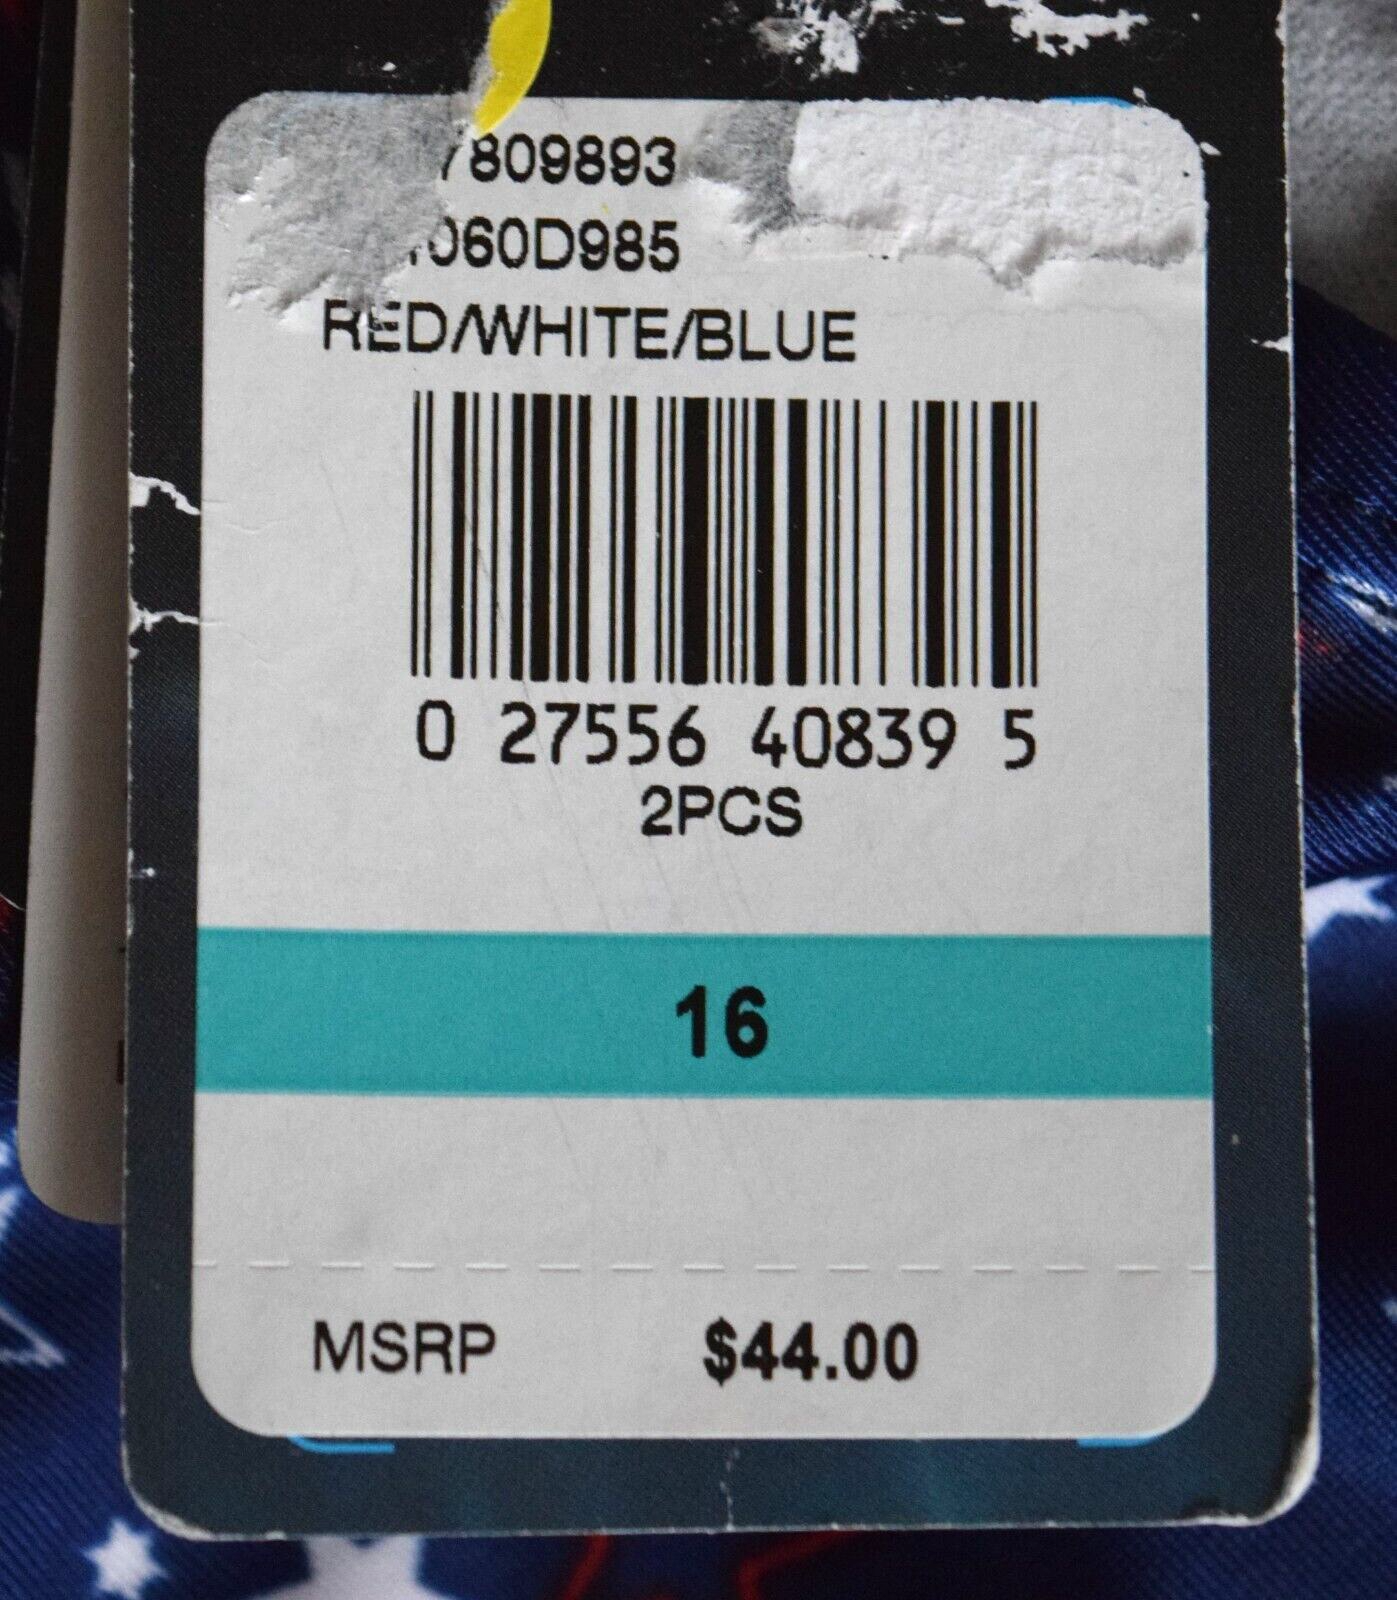 7809893
060D985
RED/WHITE/BLUE
0 27556 40839 5
2PCS
16
MSRP $44.00